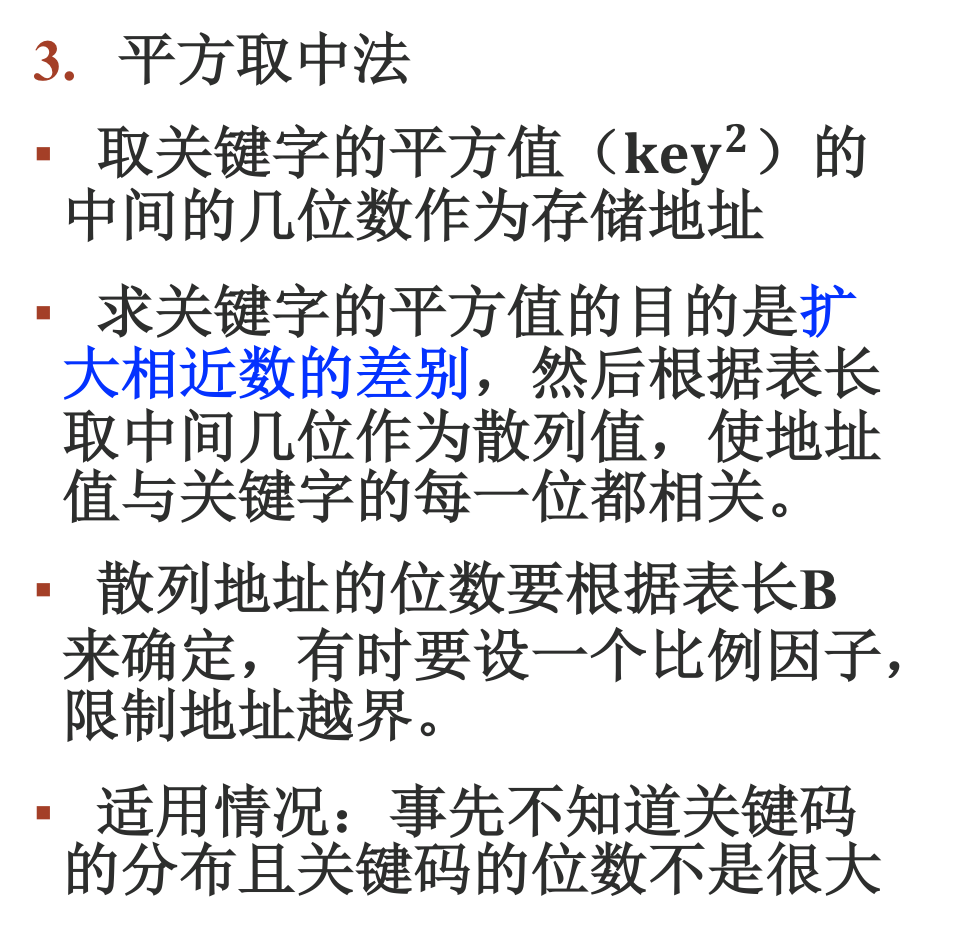 3. 平方取中法
▪ 取关键字的平方值（key²）的
中间的几位数作为存储地址
▪ 求关键字的平方值的目的是扩
大相近数的差别，然后根据表长
取中间几位作为散列值，使地址
值与关键字的每一位都相关。
▪ 散列地址的位数要根据表长B
来确定，有时要设一个比例因子，
限制地址越界。
▪ 适用情况：事先不知道关键码
的分布且关键码的位数不是很大